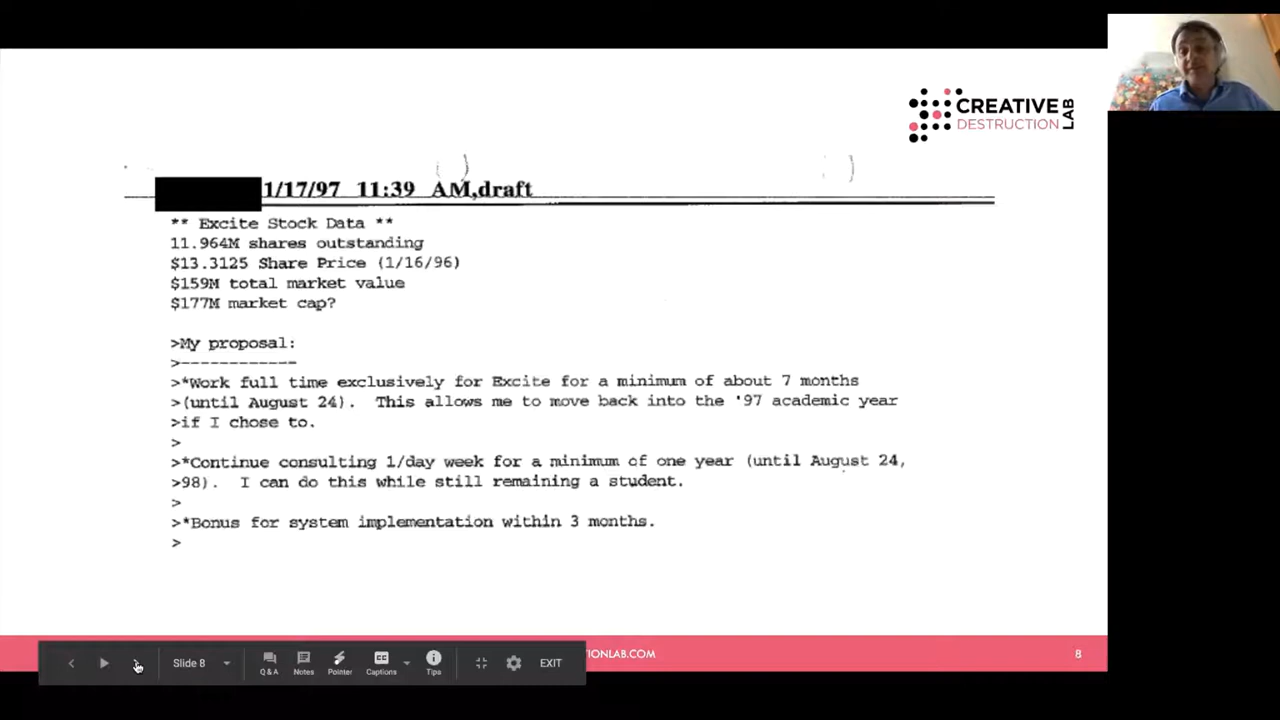 CREATIVE
DESTRUCTION
LAB
1/17/97 11:39 AM,draft
** Excite Stock Data **
11.964M shares outstanding
$13.3125 Share Price (1/16/96)
$159M total market value
$177M market cap?
>My proposal:
>------------
>*Work full time exclusively for Excite for a minimum of about 7 months
>(until August 24).  This allows me to move back into the '97 academic year
>if I chose to.
>
>*Continue consulting 1/day week for a minimum of one year (until August 24,
>98).  I can do this while still remaining a student.
>
>*Bonus for system implementation within 3 months.
>
IONLAB.COM
8
Slide 8
Q & A
Notes
Pointer
Captions
Tips
EXIT